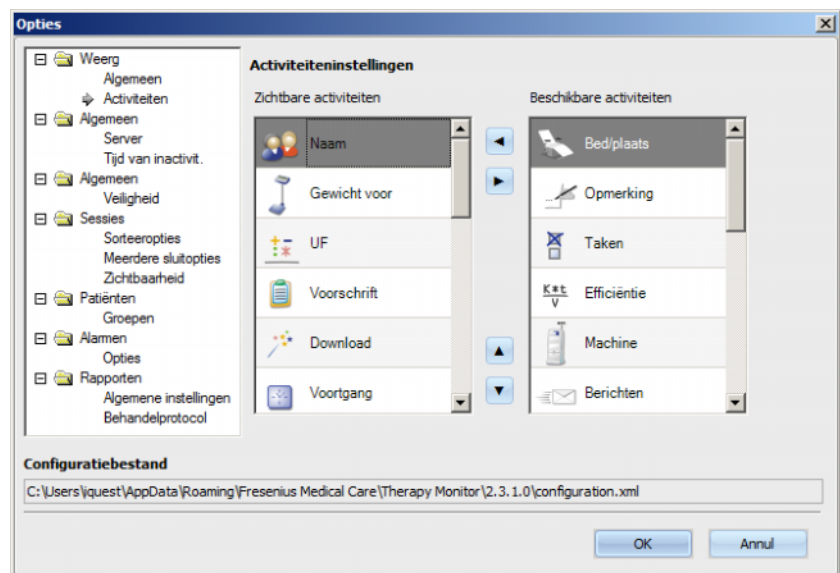 Opties
Weerg
Algemeen
Activiteiten
Algemeen
Server
Tijd van inactivit.
Algemeen
Veiligheid
Sessies
Sorteeropties
Meerdere sluitopties
Zichtbaarheid
Patiënten
Groepen
Alarmen
Opties
Rapporten
Algemene instellingen
Behandelprotocol
Activiteiteninstellingen
Zichtbare activiteiten
Naam
Gewicht voor
UF
Voorschrift
Download
Voortgang
Beschikbare activiteiten
Bed/plaats
Opmerking
Taken
K*t
V
Efficiëntie
Machine
Berichten
Configuratiebestand
C:\Users\iquest\AppData\Roaming\Fresenius Medical Care\Therapy Monitor\2.3.1.0\configuration.xml
OK
Annul